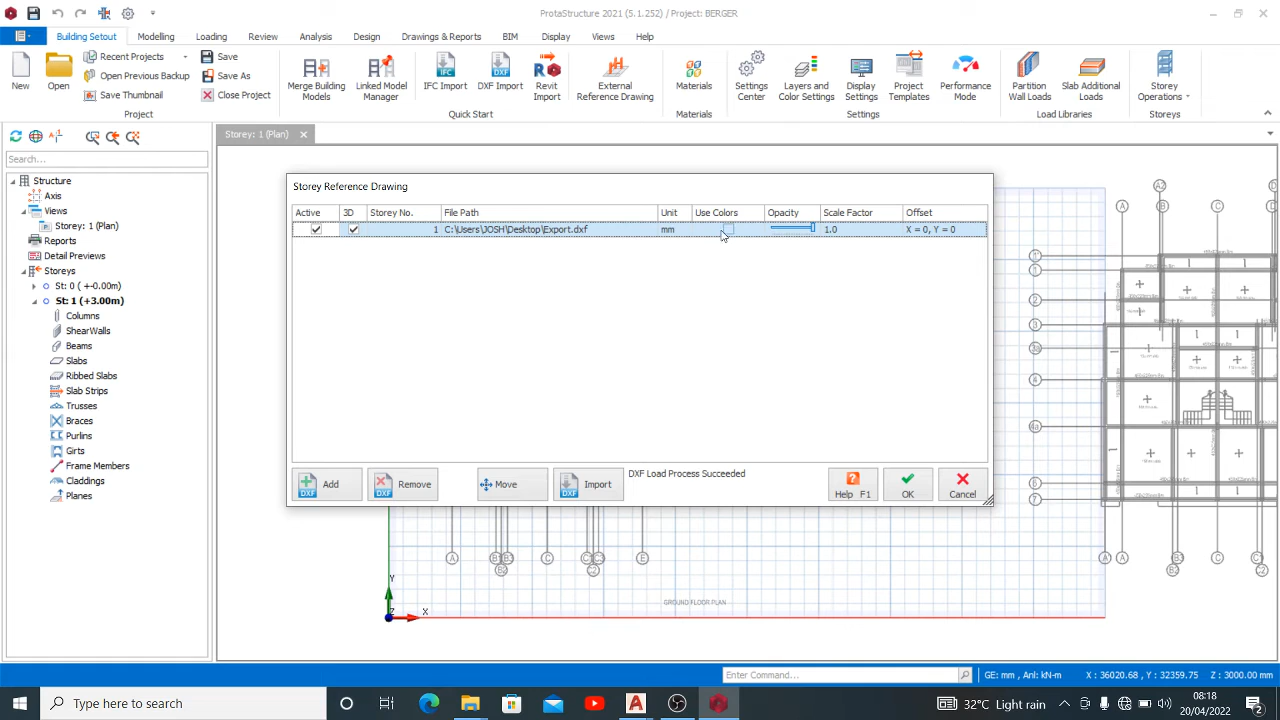 ProtaStructure 2021 (5.1.252) / Project: BERGER
Building Setout
Modelling
Loading
Review
Analysis
Design
Drawings & Reports
BIM
Display
Views
Help
New
Open
Recent Projects
Open Previous Backup
Save Thumbnail
Save
Save As
Close Project
Project
Merge Building Models
Linked Model Manager
IFC Import
DXF Import
Revit Import
External Reference Drawing
Quick Start
Materials
Materials
Settings Center
Layers and Color Settings
Display Settings
Project Templates
Performance Mode
Settings
Partition Wall Loads
Slab Additional Loads
Load Libraries
Storey Operations
Storeys
Storey: 1 (Plan)
Search...
Structure
Axis
Views
Storey: 1 (Plan)
Reports
Detail Previews
Storeys
St: 0 ( +-0.00m)
St: 1 (+3.00m)
Columns
ShearWalls
Beams
Slabs
Ribbed Slabs
Slab Strips
Trusses
Braces
Purlins
Girts
Frame Members
Claddings
Planes
Storey Reference Drawing
Active 3D Storey No. File Path Unit Use Colors Opacity Scale Factor Offset
1 C:\Users\JOSH\Desktop\Export.dxf mm 1.0 X = 0, Y = 0
Add
Remove
Move
Import
DXF Load Process Succeeded
Help F1
OK
Cancel
GROUND FLOOR PLAN
Y
Z
X
Enter Command...
GE: mm, Anl: kN-m
X : 36020.68 , Y : 32359.75
Z : 3000.00 mm
Type here to search
32°C Light rain
08:18
20/04/2022
2